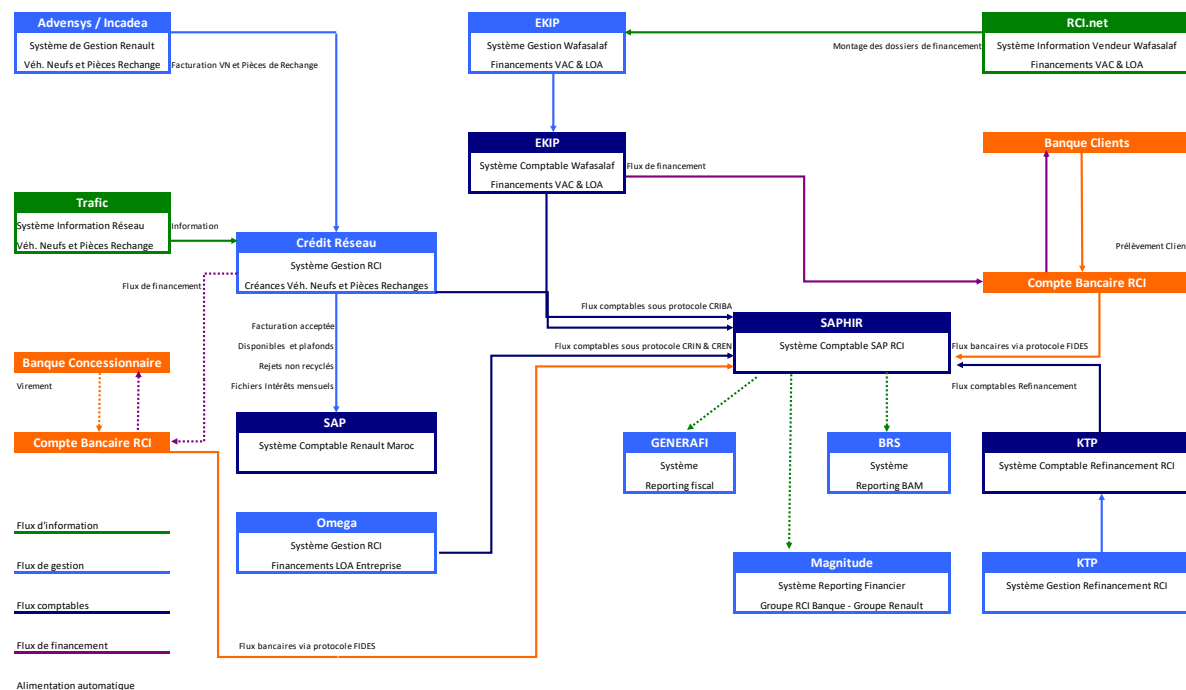 Advensys / Incadea
Système de Gestion Renault
Véh. Neufs et Pièces Rechange
EKIP
Système Gestion Wafasalaf
Financements VAC & LOA
RCI.net
Système Information Vendeur Wafasalaf
Financements VAC & LOA
Montage des dossiers de financement
Facturation VN et Pièces de Rechange
EKIP
Système Comptable Wafasalaf
Financements VAC & LOA
Flux de financement
Banque Clients
Trafic
Système Information Réseau
Véh. Neufs et Pièces Rechange
Information
Crédit Réseau
Système Gestion RCI
Créances Véh. Neufs et Pièces Rechanges
Prélèvement Clien
Compte Bancaire RCI
Flux de financement
Flux comptables sous protocole CRIBA
SAPHIR
Système Comptable SAP RCI
Facturation acceptée
Disponibles et plafonds
Rejets non recyclés
Fichiers Intérêts mensuels
Flux comptables sous protocole CRIN & CREN
Flux bancaires via protocole FIDES
Flux comptables Refinancement
Banque Concessionnaire
Virement
Compte Bancaire RCI
SAP
Système Comptable Renault Maroc
GENERAFI
Système
Reporting fiscal
BRS
Système
Reporting BAM
KTP
Système Comptable Refinancement RCI
Omega
Système Gestion RCI
Financements LOA Entreprise
Magnitude
Système Reporting Financier
Groupe RCI Banque - Groupe Renault
KTP
Système Gestion Refinancement RCI
Flux d'information
Flux de gestion
Flux comptables
Flux de financement
Flux bancaires via protocole FIDES
Alimentation automatique